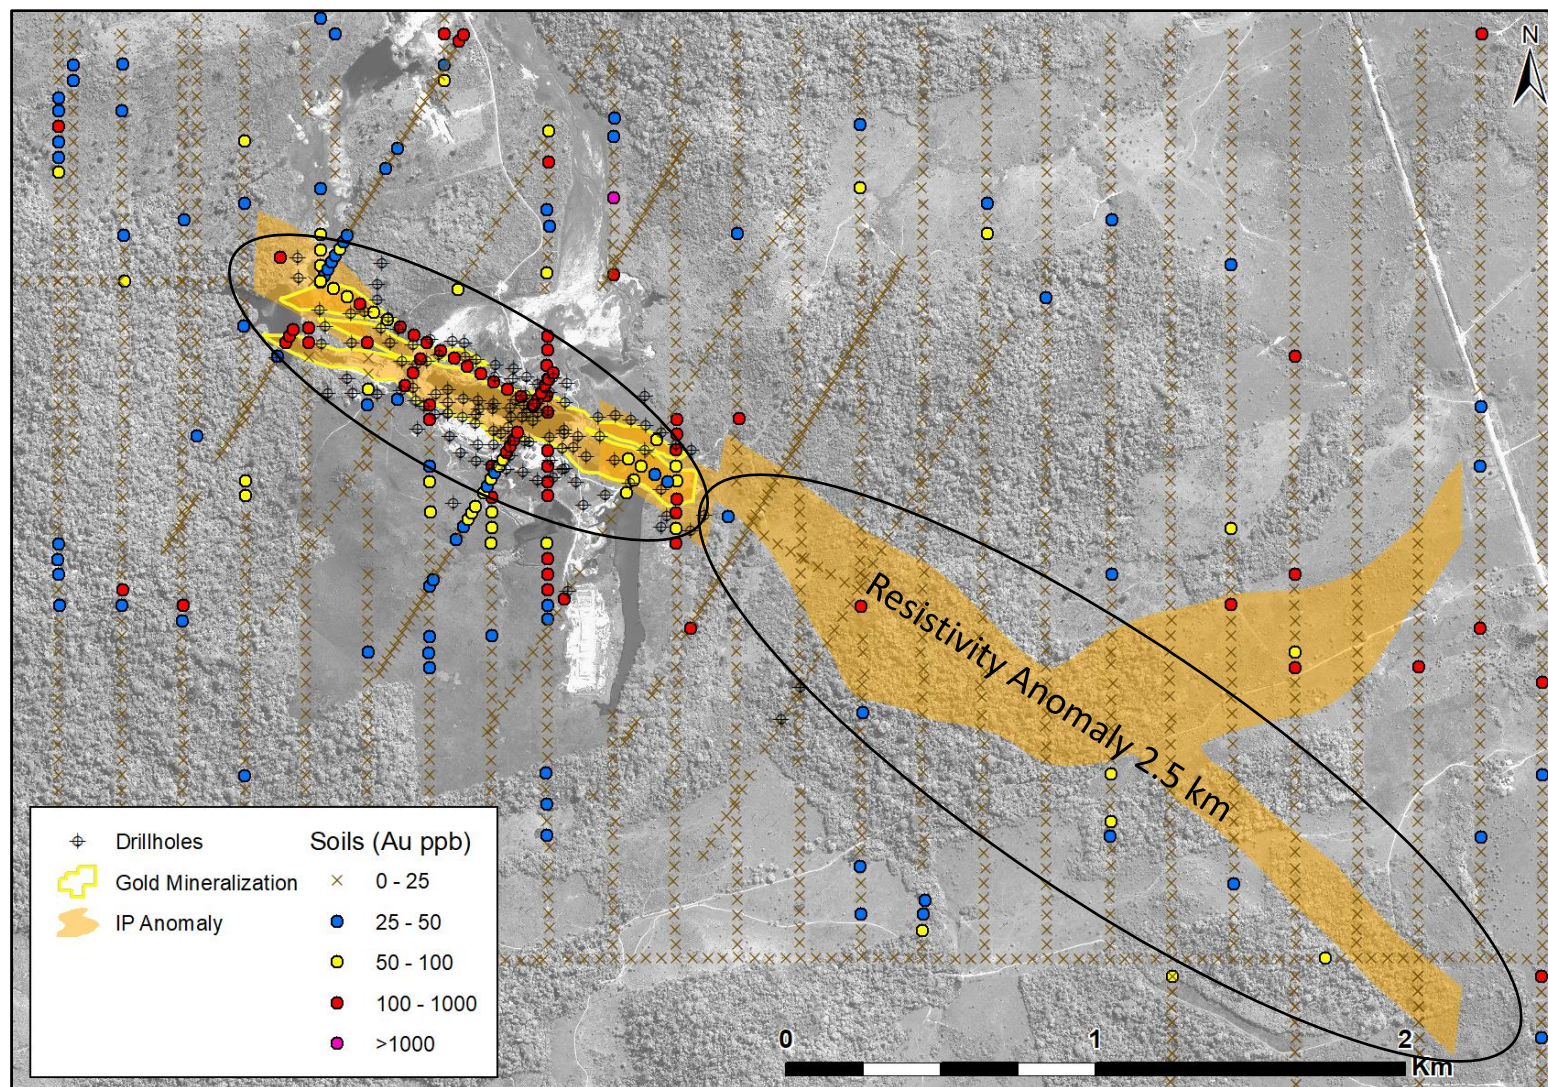 N
Resistivity Anomaly 2.5 km
Drillholes
Gold Mineralization
IP Anomaly
Soils (Au ppb)
0 - 25
25 - 50
50 - 100
100 - 1000
>1000
0 1 2
Km